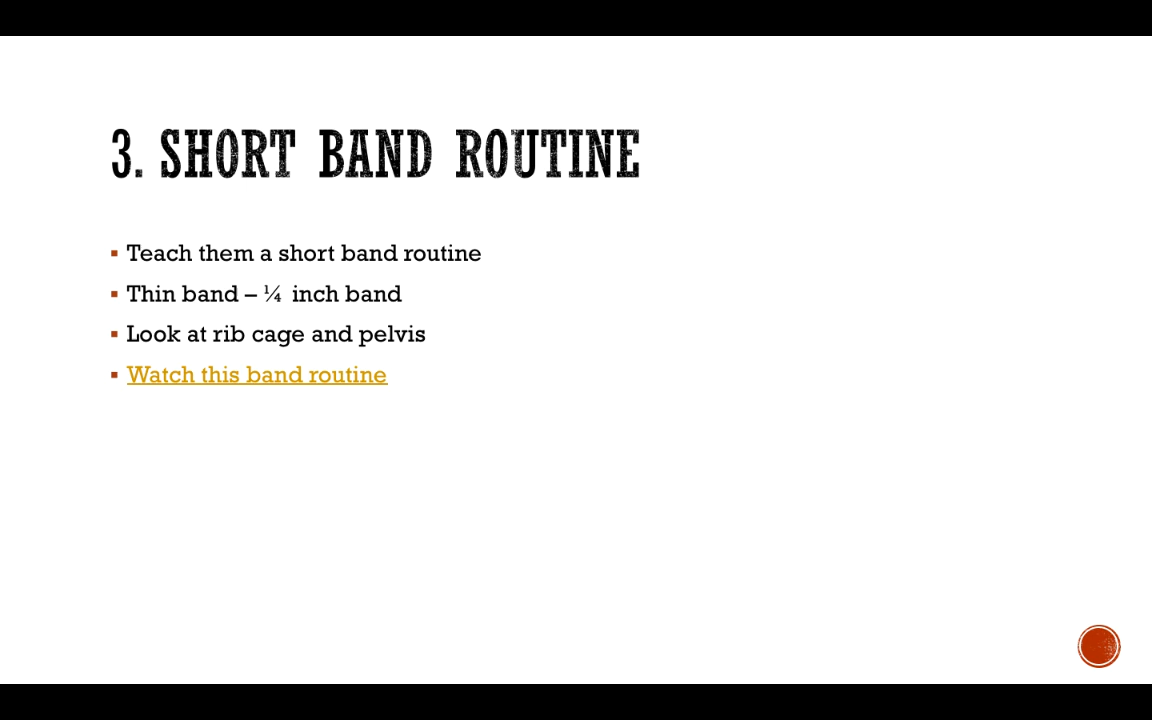 3. SHORT BAND ROUTINE
▪ Teach them a short band routine
▪ Thin band – ¼ inch band
▪ Look at rib cage and pelvis
▪ Watch this band routine